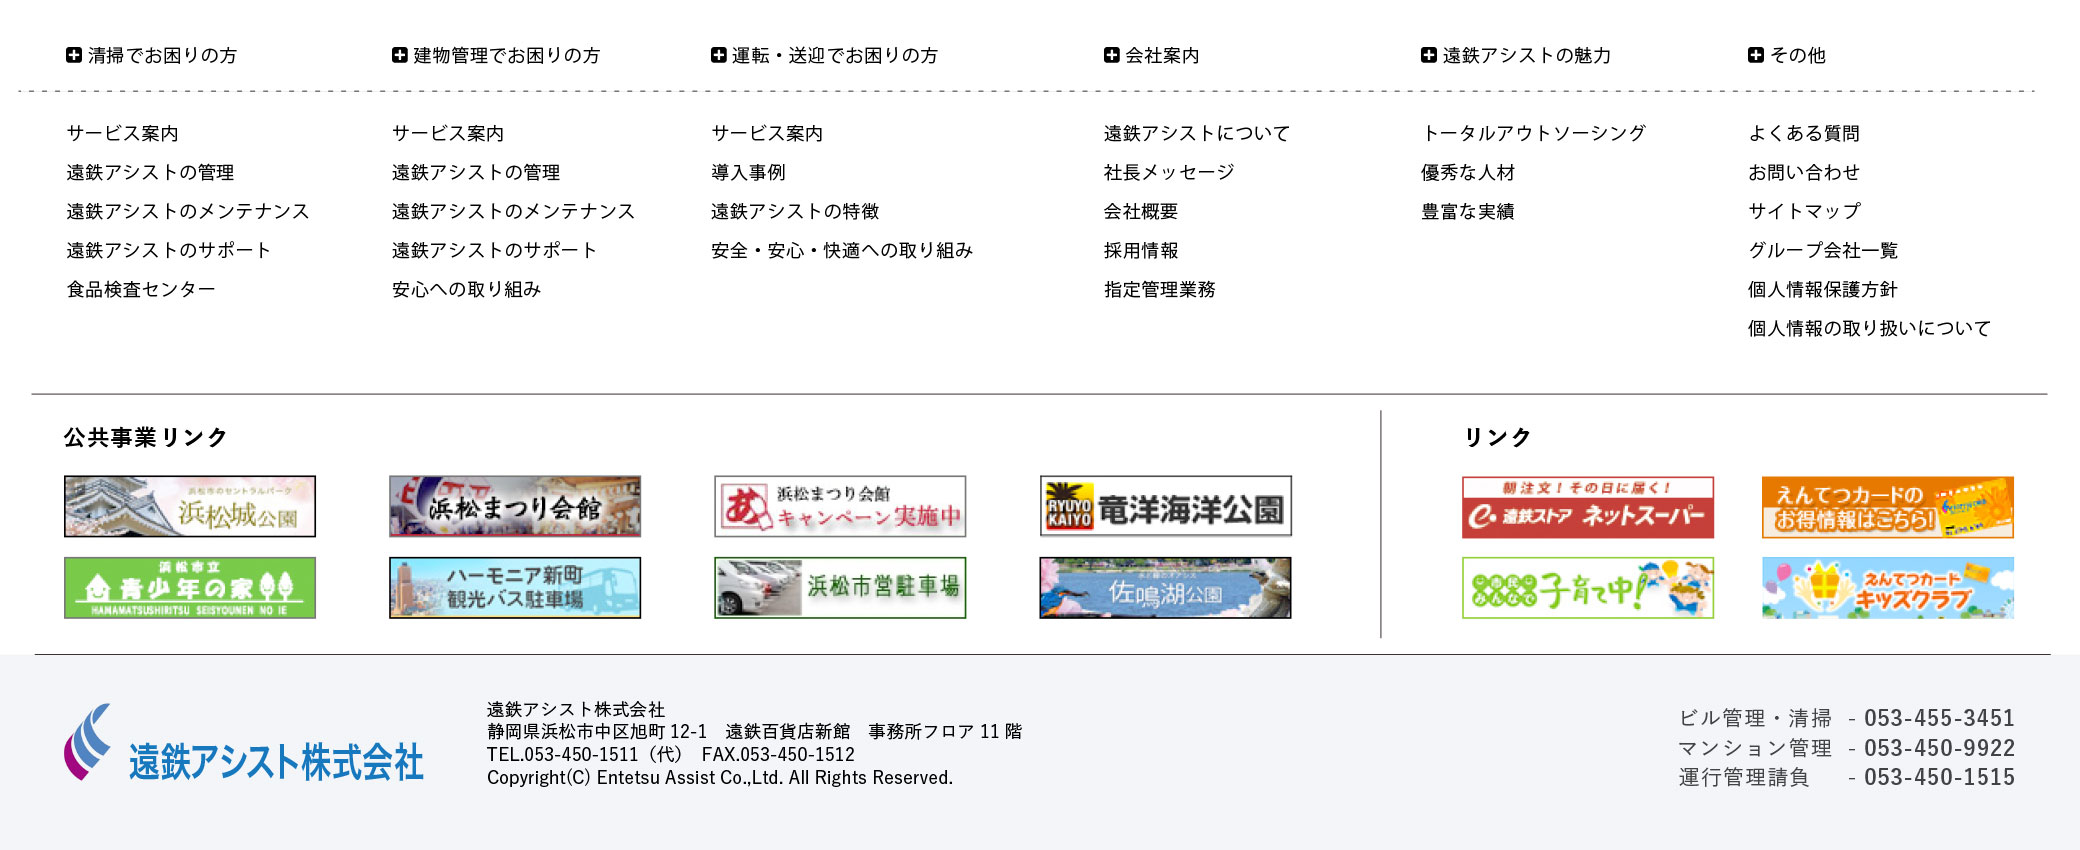 清掃でお困りの方
建物管理でお困りの方
運転・送迎でお困りの方
会社案内
遠鉄アシストの魅力
その他
サービス案内
遠鉄アシストの管理
遠鉄アシストのメンテナンス
遠鉄アシストのサポート
食品検査センター
サービス案内
遠鉄アシストの管理
遠鉄アシストのメンテナンス
遠鉄アシストのサポート
安心への取り組み
サービス案内
導入事例
遠鉄アシストの特徴
安全・安心・快適への取り組み
遠鉄アシストについて
社長メッセージ
会社概要
採用情報
指定管理業務
トータルアウトソーシング
優秀な人材
豊富な実績
よくある質問
お問い合わせ
サイトマップ
グループ会社一覧
個人情報保護方針
個人情報の取り扱いについて
公共事業リンク
浜松市のセントラルパーク
浜松城公園
浜松まつり会館
浜松まつり会館
キャンペーン実施中
RYUYO
KAIYO
竜洋海洋公園
浜松市立
青少年の家
HAMAMATSUSHIRITSU SEISYOUNEN NO IE
ハーモニア新町
観光バス駐車場
浜松市営駐車場
佐鳴湖公園
リンク
朝注文！その日に届く！
e・遠鉄ストア ネットスーパー
えんてつカードの
お得情報はこちら!
市民
みんなで
子育て中!
えんてつカード
キッズクラブ
遠鉄アシスト株式会社
遠鉄アシスト株式会社
静岡県浜松市中区旭町 12-1　遠鉄百貨店新館　事務所フロア 11 階
TEL.053-450-1511（代）　FAX.053-450-1512
Copyright(C) Entetsu Assist Co.,Ltd. All Rights Reserved.
ビル管理・清掃 - 053-455-3451
マンション管理 - 053-450-9922
運行管理請負 - 053-450-1515